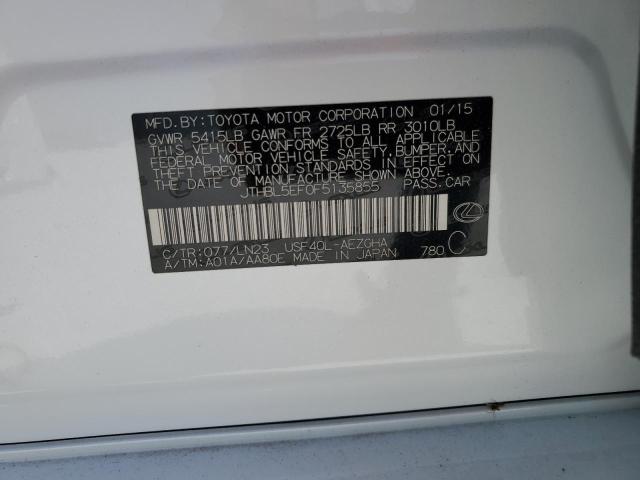 MFD.BY:TOYOTA MOTOR CORPORATION 01/15
GVWR 5415LB GAWR FR 2725LB RR 3010LB
THIS VEHICLE CONFORMS TO ALL APPLICABLE
FEDERAL MOTOR VEHICLE SAFETY,BUMPER,AND
THEFT PREVENTION STANDARDS IN EFFECT ON
THE DATE OF MANUFACTURE SHOWN ABOVE.
JTHBL5EF0F5135855 PASS.CAR
C/TR:077/LN23 USF40L-AEZGHA
A/TM:A01A/AA80E MADE IN JAPAN 780 C